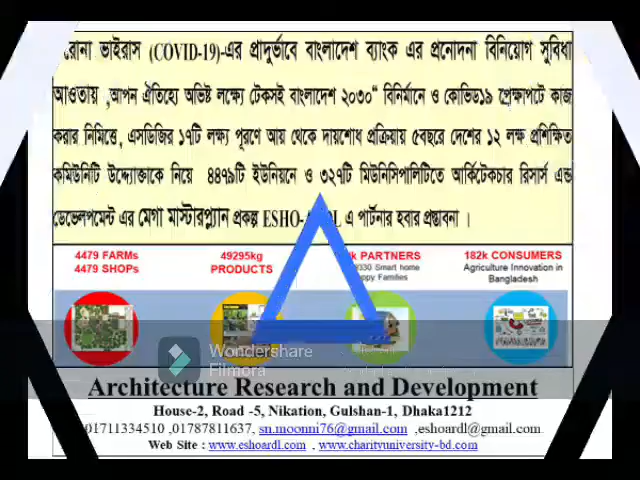 রোনা ভাইরাস (COVID-19)-এর প্রাদুর্ভাবে বাংলাদেশ ব্যাংক এর প্রনোদনা বিনিয়োগ সুবিধা
আওতায় ,আপন ঐতিহ্যে অভিষ্ট লক্ষ্যে টেকসই বাংলাদেশ ২০৩০“ বিনির্মানে ও কোভিড১৯ প্রেক্ষাপটে কাজ
করার নিমিত্তে, এসডিজির ১৭টি লক্ষ্য পূরণে আয় থেকে দায়শোধ প্রক্রিয়ায় ৫বছরে দেশের ১২ লক্ষ প্রশিক্ষিত
কমিউনিটি উদ্দ্যোক্তাকে নিয়ে ৪৪৭৯টি ইউনিয়নে ও ৩২৭টি মিউনিসিপালিটিতে আর্কিটেকচার রিসার্স এন্ড
ডেভেলপমেন্ট এর মেগা মাস্টারপ্ল্যান প্রকল্প ESHO- এ পার্টনার হবার প্রস্তাবনা ।
4479 FARMs
4479 SHOPs
49295kg
PRODUCTS
PARTNERS
Smart home
Families
182k CONSUMERS
Agriculture Innovation in
Bangladesh
Wondershare
Filmora
Architecture Research and Development
House-2, Road -5, Nikation, Gulshan-1, Dhaka1212
01711334510 ,01787811637, sn.moonni76@gmail.com ,eshoardl@gmail.com
Web Site : www.eshoardl.com , www.charityuniversity-bd.com